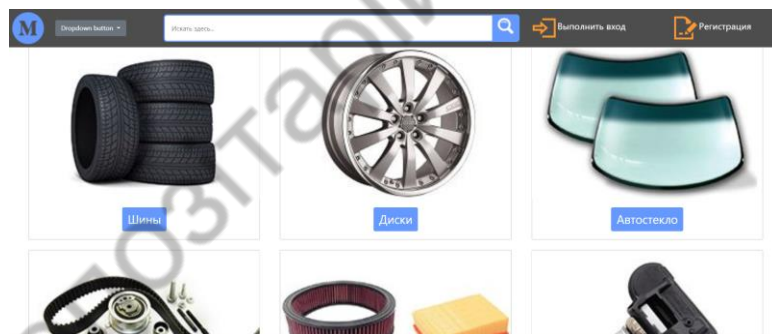 M
Dropdown button
Искать здесь...
Выполнить вход
Регистрация
Шины
Диски
Автостекло